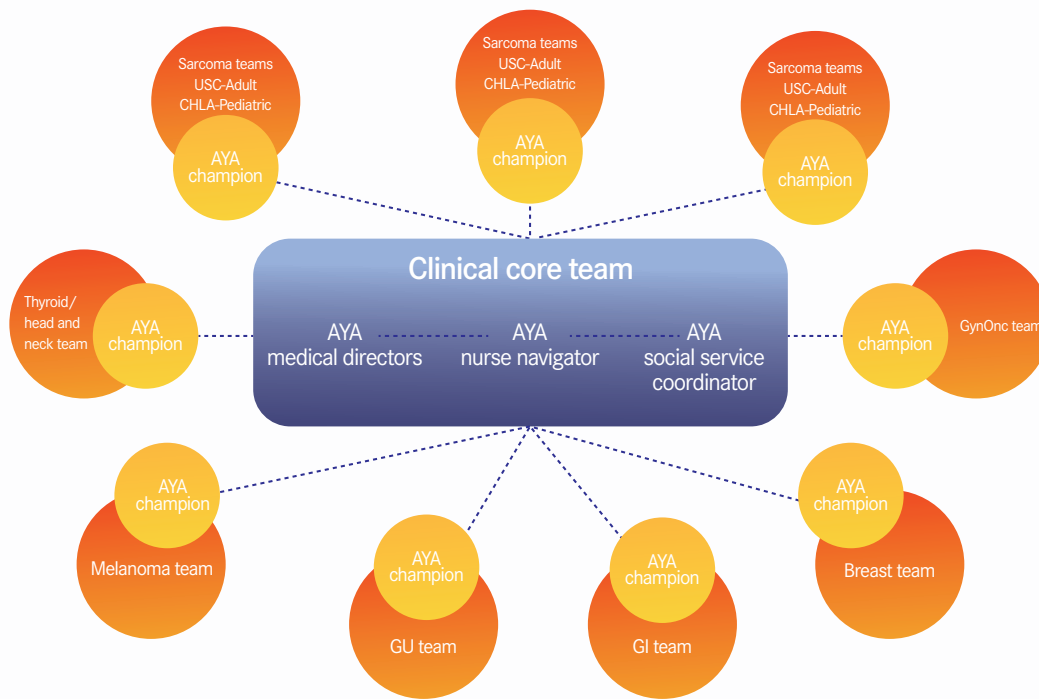 Sarcoma teams
USC-Adult
CHLA-Pediatric
AYA
champion
Sarcoma teams
USC-Adult
CHLA-Pediatric
AYA
champion
Sarcoma teams
USC-Adult
CHLA-Pediatric
AYA
champion
Clinical core team
Thyroid/
head and
neck team
AYA
champion
AYA
medical directors
AYA
nurse navigator
AYA
social service
coordinator
AYA
champion
GynOnc team
AYA
champion
Melanoma team
AYA
champion
GU team
AYA
champion
GI team
AYA
champion
Breast team